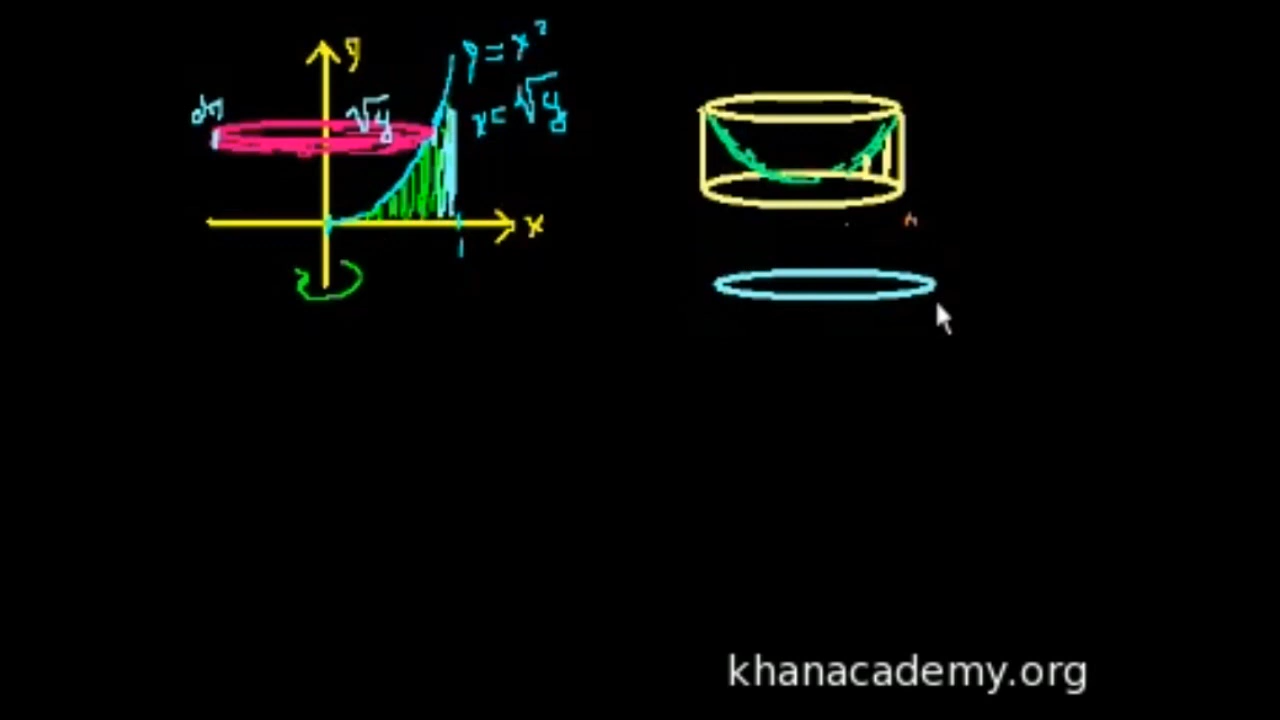 y
y = x²
√y
x = √y
dy
x
1
khanacademy.org